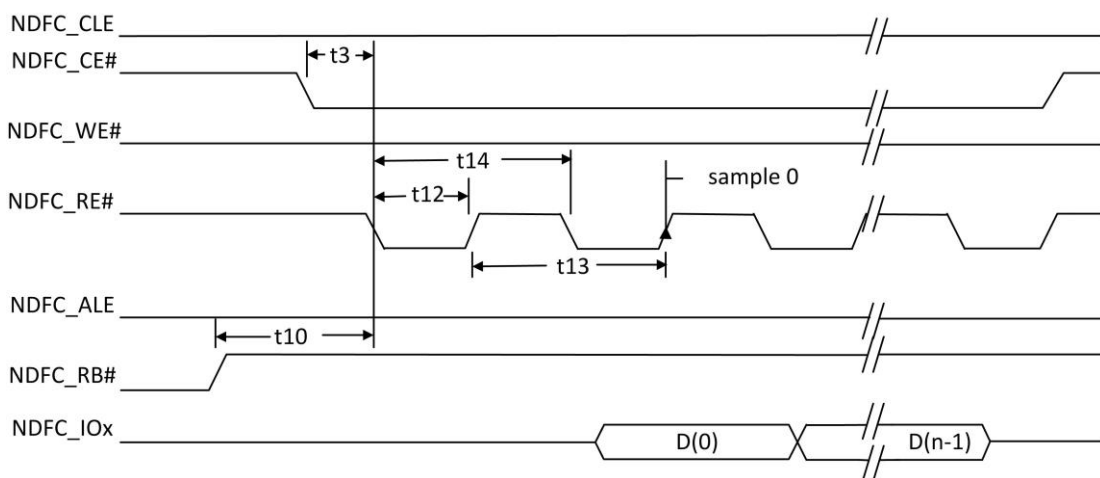 NDFC_CLE
t3
NDFC_CE#
NDFC_WE#
t14
sample 0
t12
NDFC_RE#
t13
NDFC_ALE
t10
NDFC_RB#
NDFC_IOx
D(0)
D(n-1)